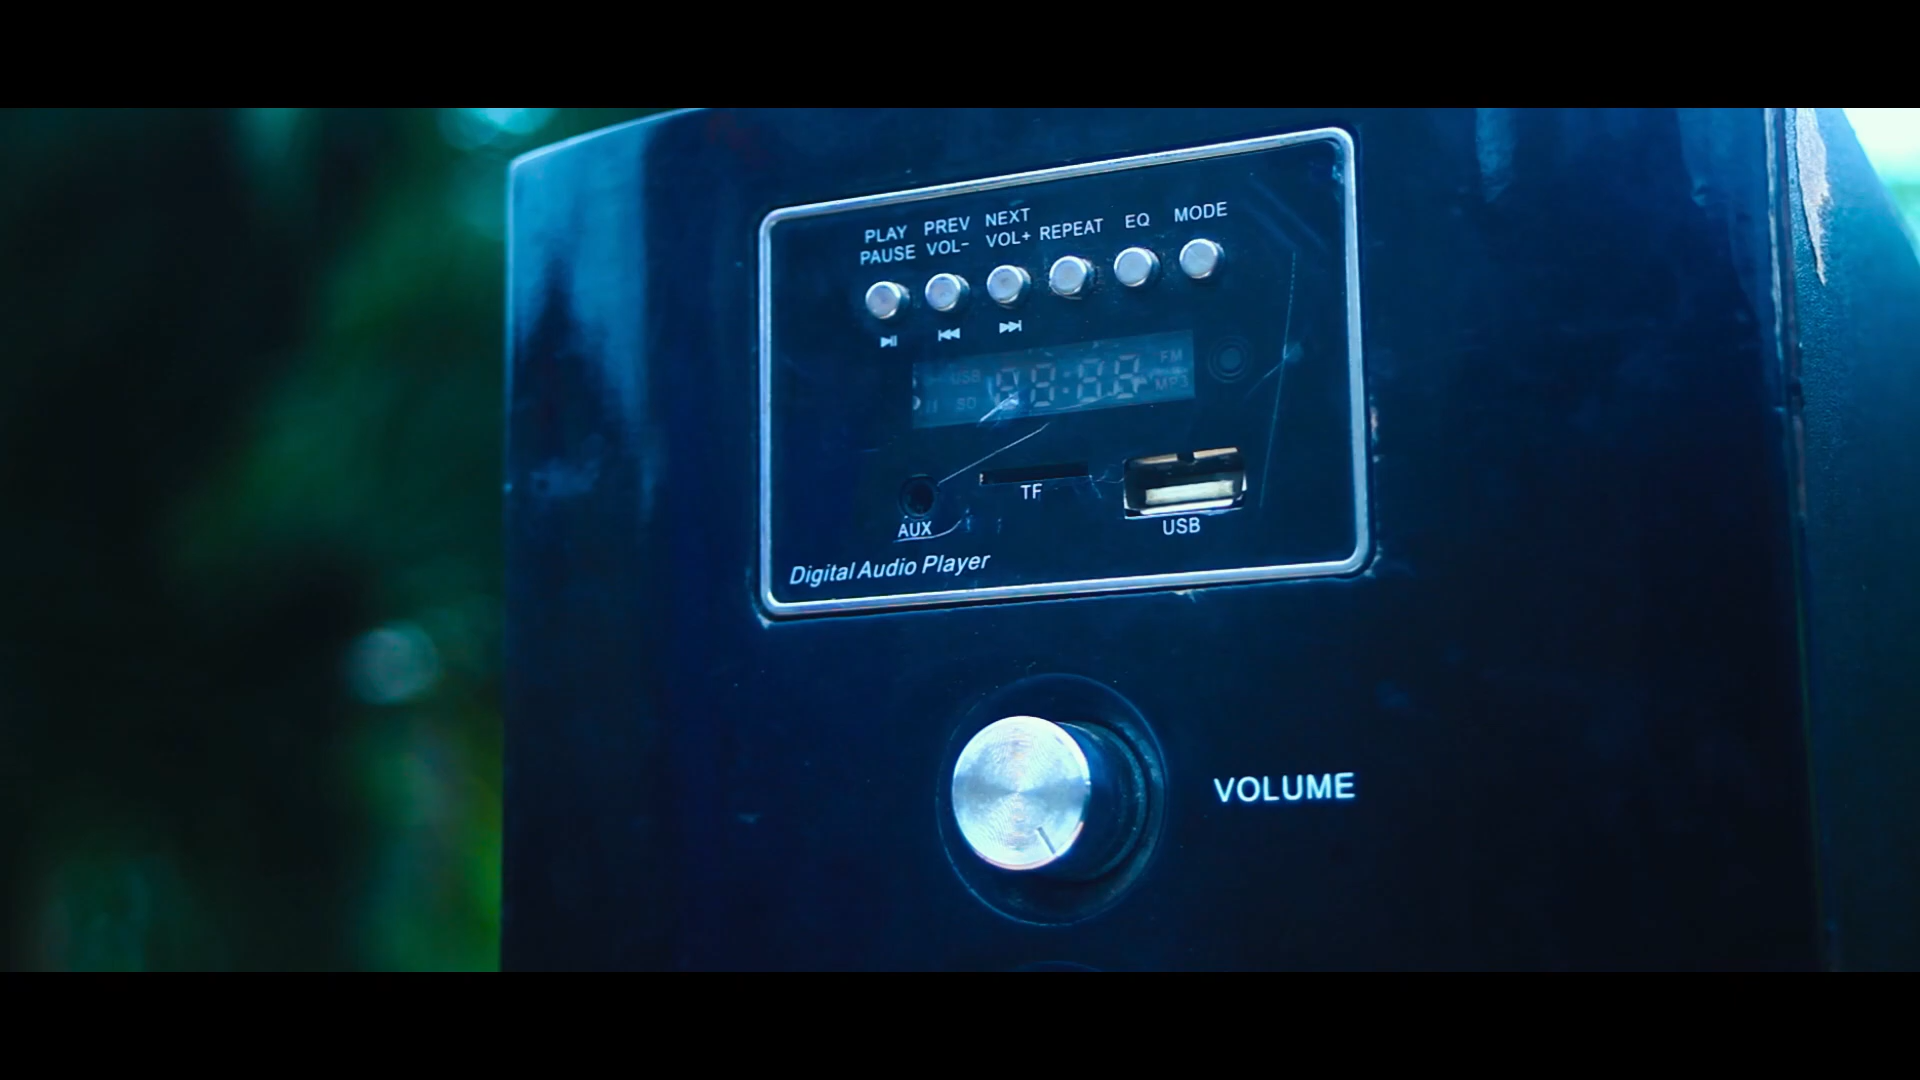 PLAY PREV NEXT REPEAT EQ MODE
PAUSE VOL- VOL+
USB 88:88 FM
SD MP3
AUX TF USB
Digital Audio Player
VOLUME